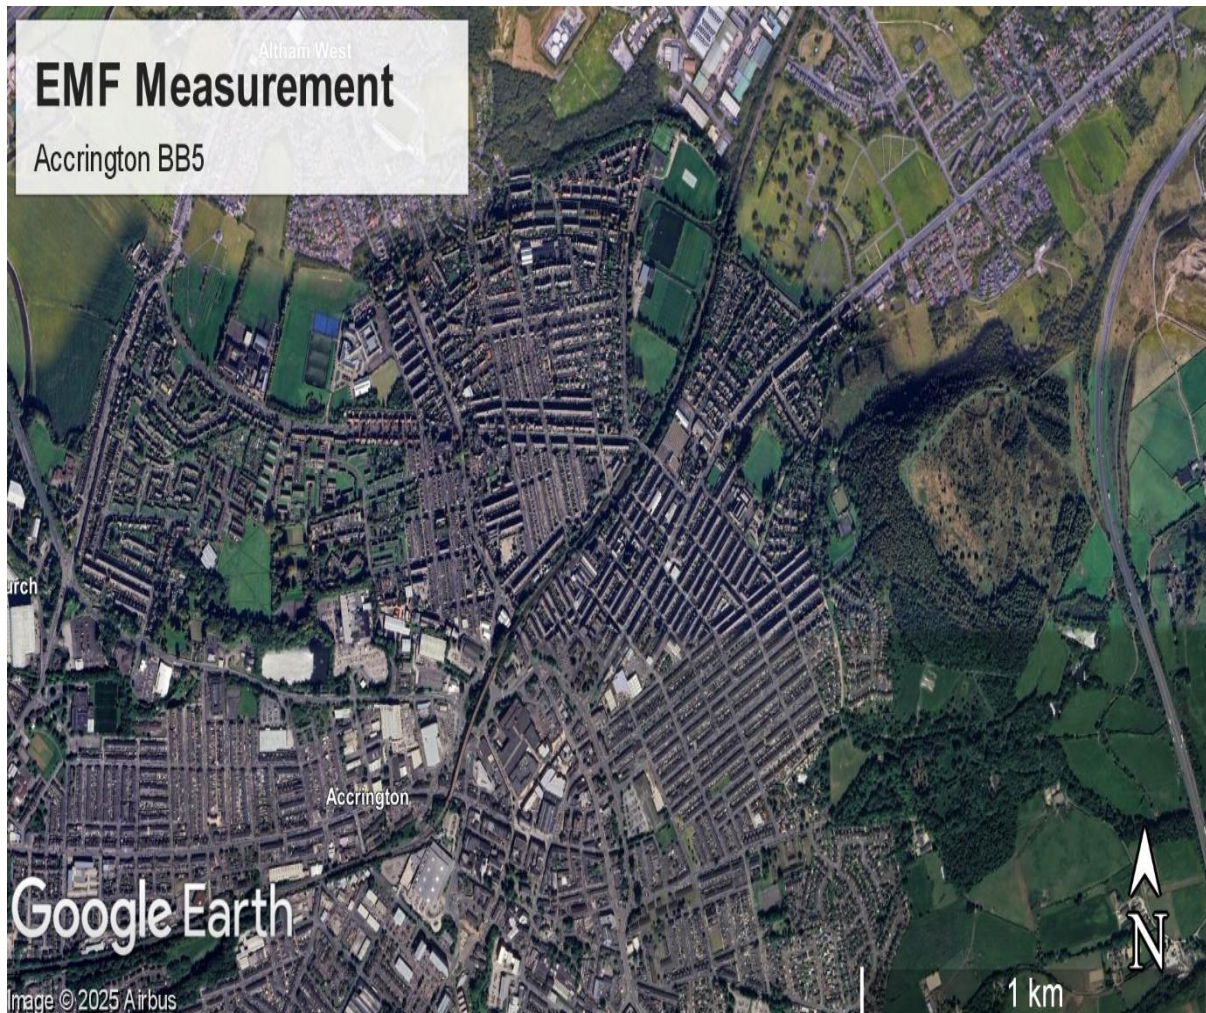 Altham West
EMF Measurement
Accrington BB5
urch
Accrington
Google Earth
N
Image © 2025 Airbus
1 km